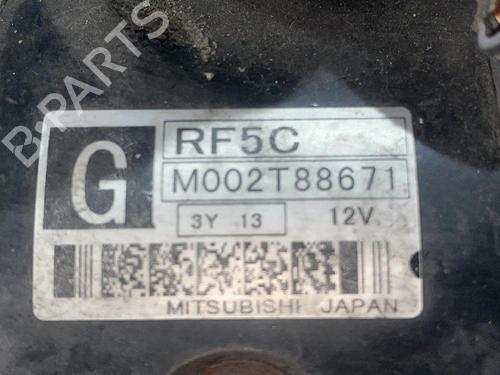 G
RF5C
M002T88671
3Y 13 12V
MITSUBISHI JAPAN
B-PARTS